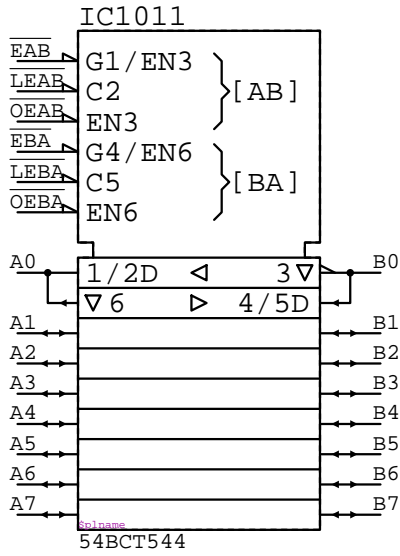 IC1011
EAB
G1/EN3
LEAB
C2
[AB]
OEAB
EN3
EBA
G4/EN6
LEBA
C5
[BA]
OEBA
EN6
A0
1/2D
3
B0
6
4/5D
A1
B1
A2
B2
A3
B3
A4
B4
A5
B5
A6
B6
A7
B7
$plname
54BCT544